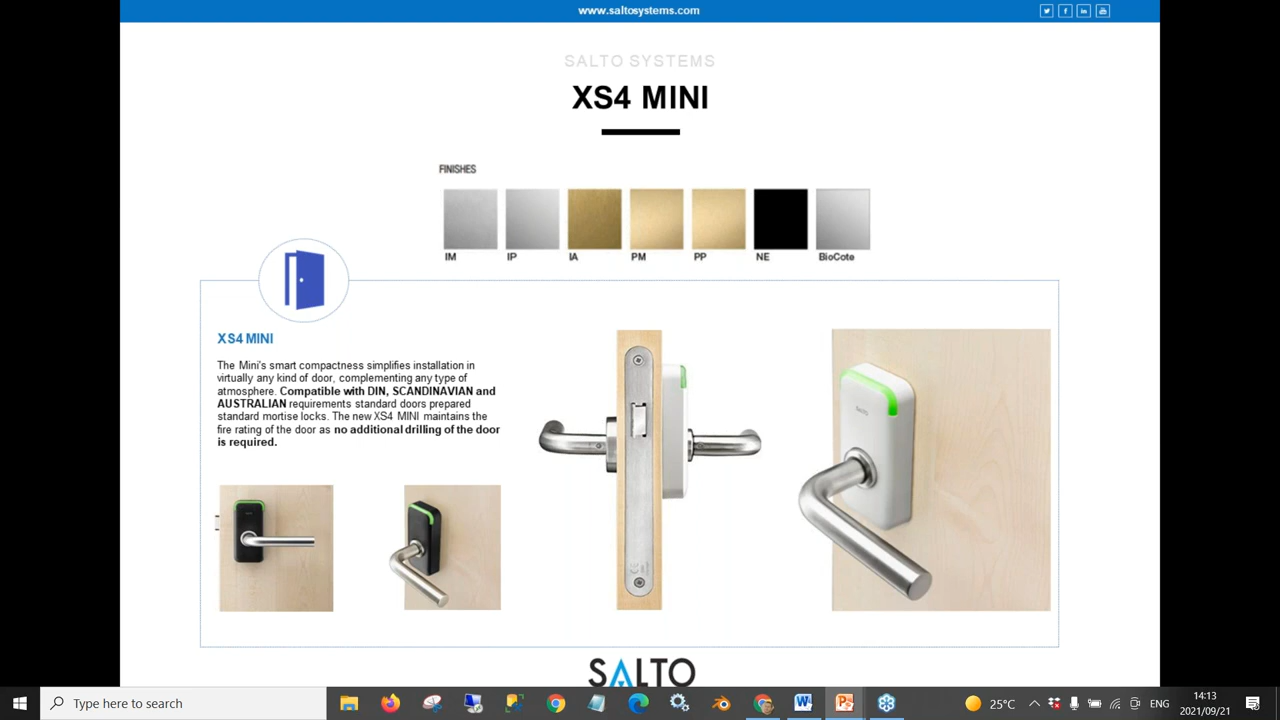 www.saltosystems.com
SALTO SYSTEMS
XS4 MINI
FINISHES
IM IP IA PM PP NE BioCote
XS4 MINI
The Mini's smart compactness simplifies installation in
virtually any kind of door, complementing any type of
atmosphere. Compatible with DIN, SCANDINAVIAN and
AUSTRALIAN requirements standard doors prepared
standard mortise locks. The new XS4 MINI maintains the
fire rating of the door as no additional drilling of the door
is required.
SALTO
SALTO
Type here to search
25°C
ENG
14:13
2021/09/21